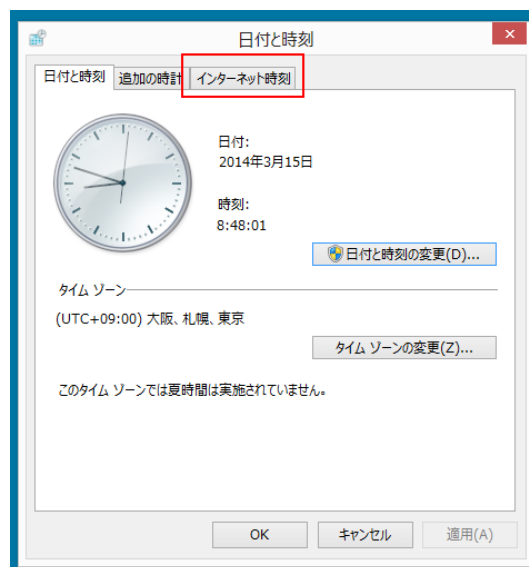 日付と時刻
日付と時刻 追加の時計 インターネット時刻
日付:
2014年3月15日
時刻:
8:48:01
日付と時刻の変更(D)...
タイム ゾーン
(UTC+09:00) 大阪、札幌、東京
タイム ゾーンの変更(Z)...
このタイム ゾーンでは夏時間は実施されていません。
OK キャンセル 適用(A)